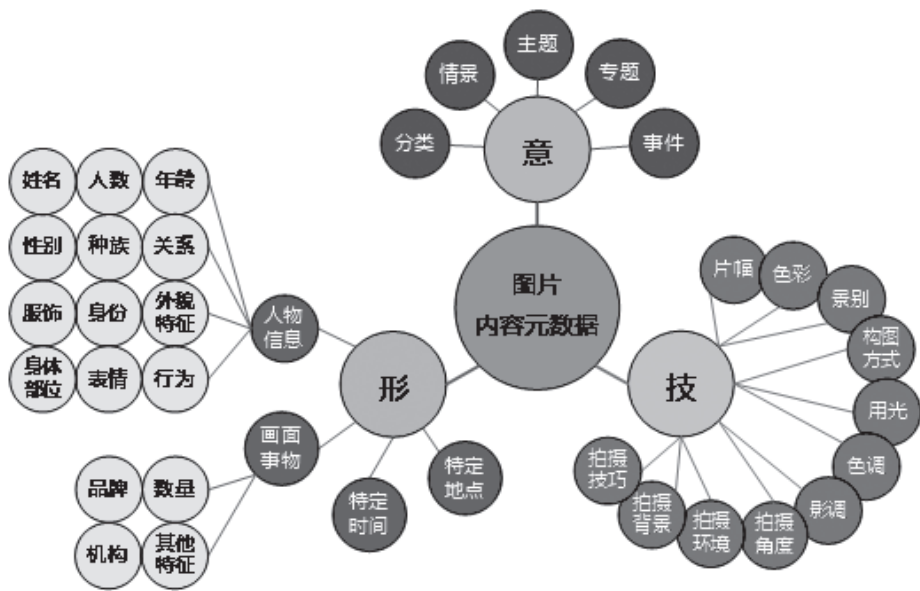 主题
情景
专题
分类
意
事件
图片
内容元数据
姓名
人数
年龄
性别
种族
关系
服饰
身份
外貌
特征
身体
部位
表情
行为
人物
信息
形
画面
事物
品牌
数量
机构
其他
特征
特定
时间
特定
地点
技
片幅
色彩
景别
构图
方式
用光
色调
影调
拍摄
角度
拍摄
环境
拍摄
背景
拍摄
技巧